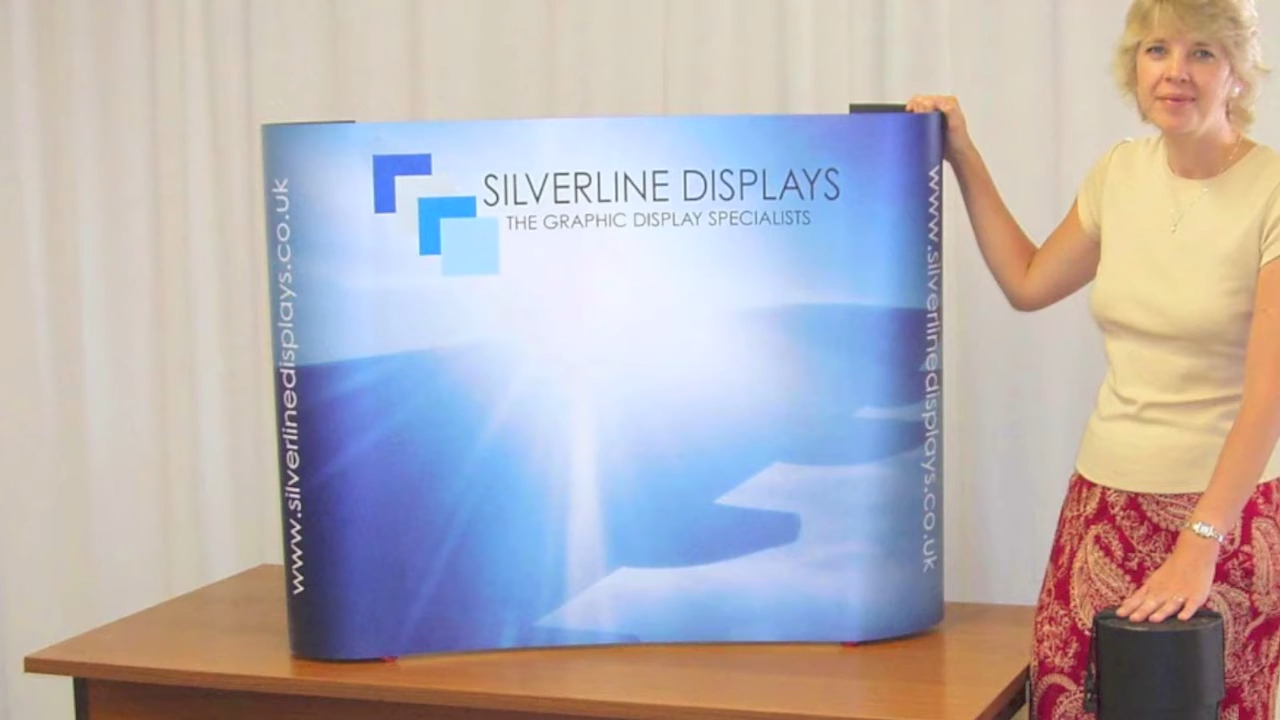 SILVERLINE DISPLAYS
THE GRAPHIC DISPLAY SPECIALISTS
www.silverlinedisplays.co.uk
www.silverlinedisplays.co.uk